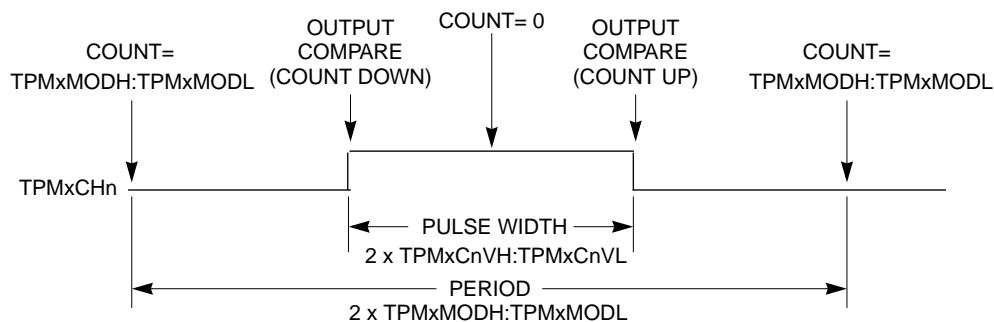 COUNT=
TPMxMODH:TPMxMODL
OUTPUT
COMPARE
(COUNT DOWN)
COUNT= 0
OUTPUT
COMPARE
(COUNT UP)
COUNT=
TPMxMODH:TPMxMODL
TPMxCHn
PULSE WIDTH
2 x TPMxCnVH:TPMxCnVL
PERIOD
2 x TPMxMODH:TPMxMODL